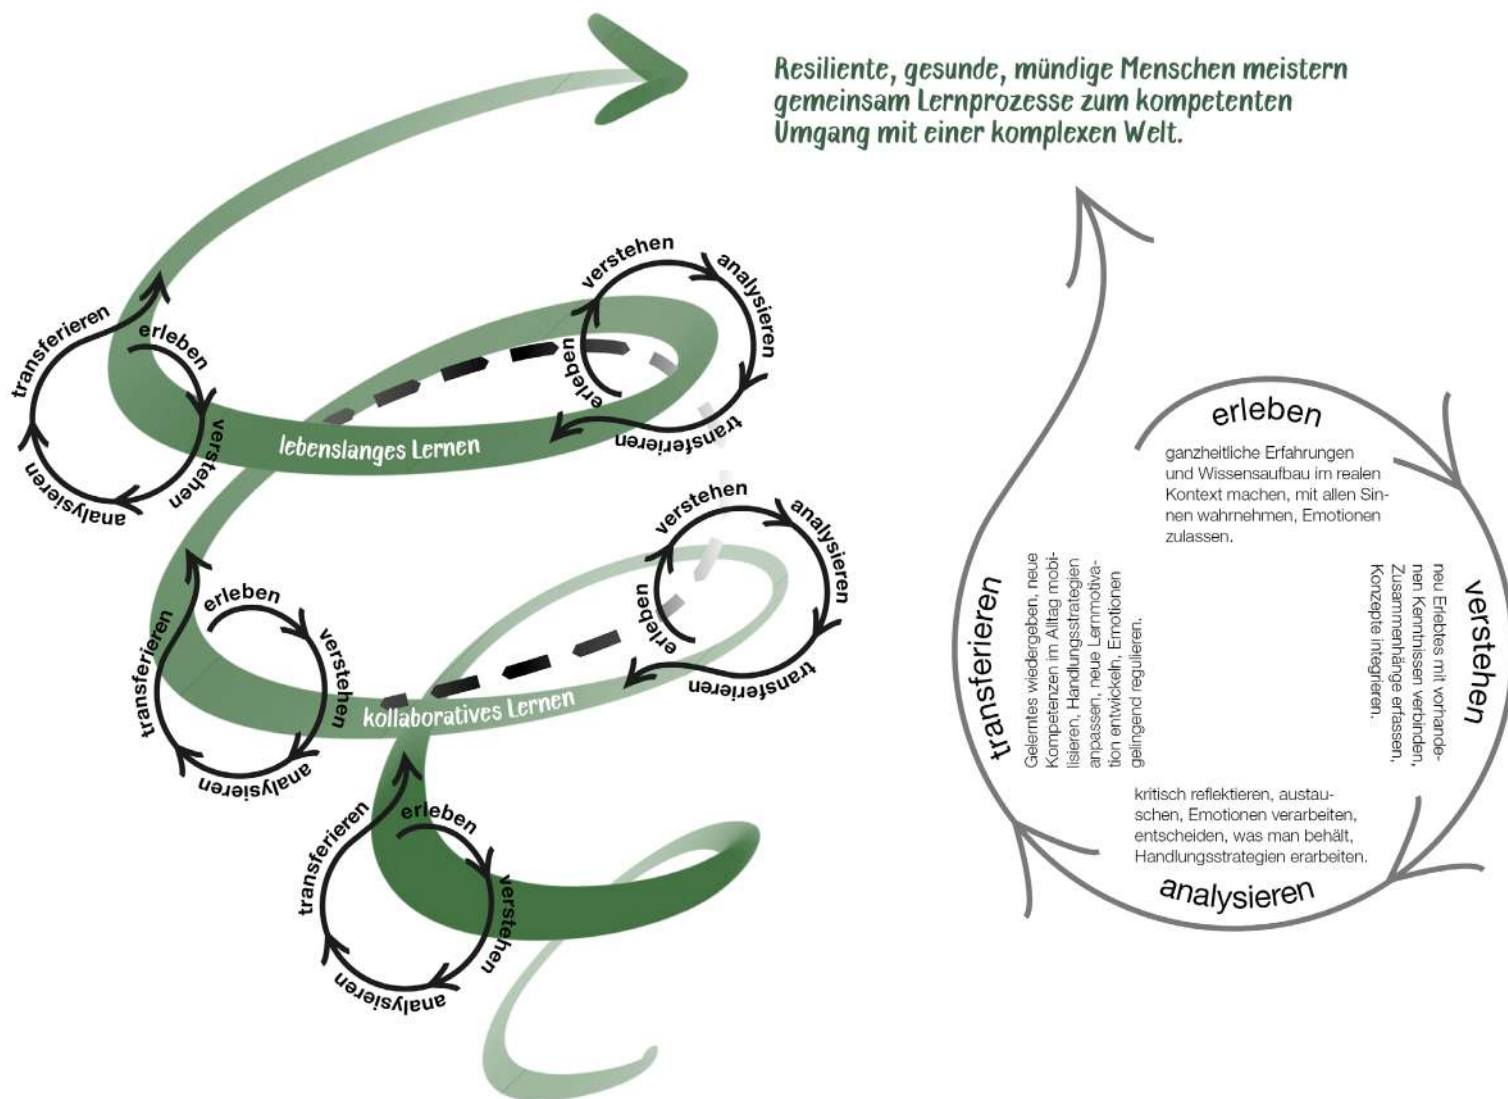 Resiliente, gesunde, mündige Menschen meistern
gemeinsam Lernprozesse zum kompetenten
Umgang mit einer komplexen Welt.
transferieren
erleben
verstehen
analysieren
erleben
verstehen
analysieren
transferieren
lebenslanges Lernen
transferieren
erleben
verstehen
analysieren
erleben
verstehen
analysieren
transferieren
kollaboratives Lernen
transferieren
erleben
verstehen
analysieren
erleben
ganzheitliche Erfahrungen
und Wissensaufbau im realen
Kontext machen, mit allen Sin-
nen wahrnehmen, Emotionen
zulassen.
verstehen
neu Erlebtes mit vorhande-
nen Kenntnissen verbinden,
Zusammenhänge erfassen,
Konzepte integrieren.
kritisch reflektieren, austau-
schen, Emotionen verarbeiten,
entscheiden, was man behält,
Handlungsstrategien erarbeiten.
analysieren
transferieren
Gelerntes wiedergeben, neue
Kompetenzen im Alltag mobi-
lisieren, Handlungsstrategien
anpassen, neue Lernmotiva-
tion entwickeln, Emotionen
gelingend regulieren.